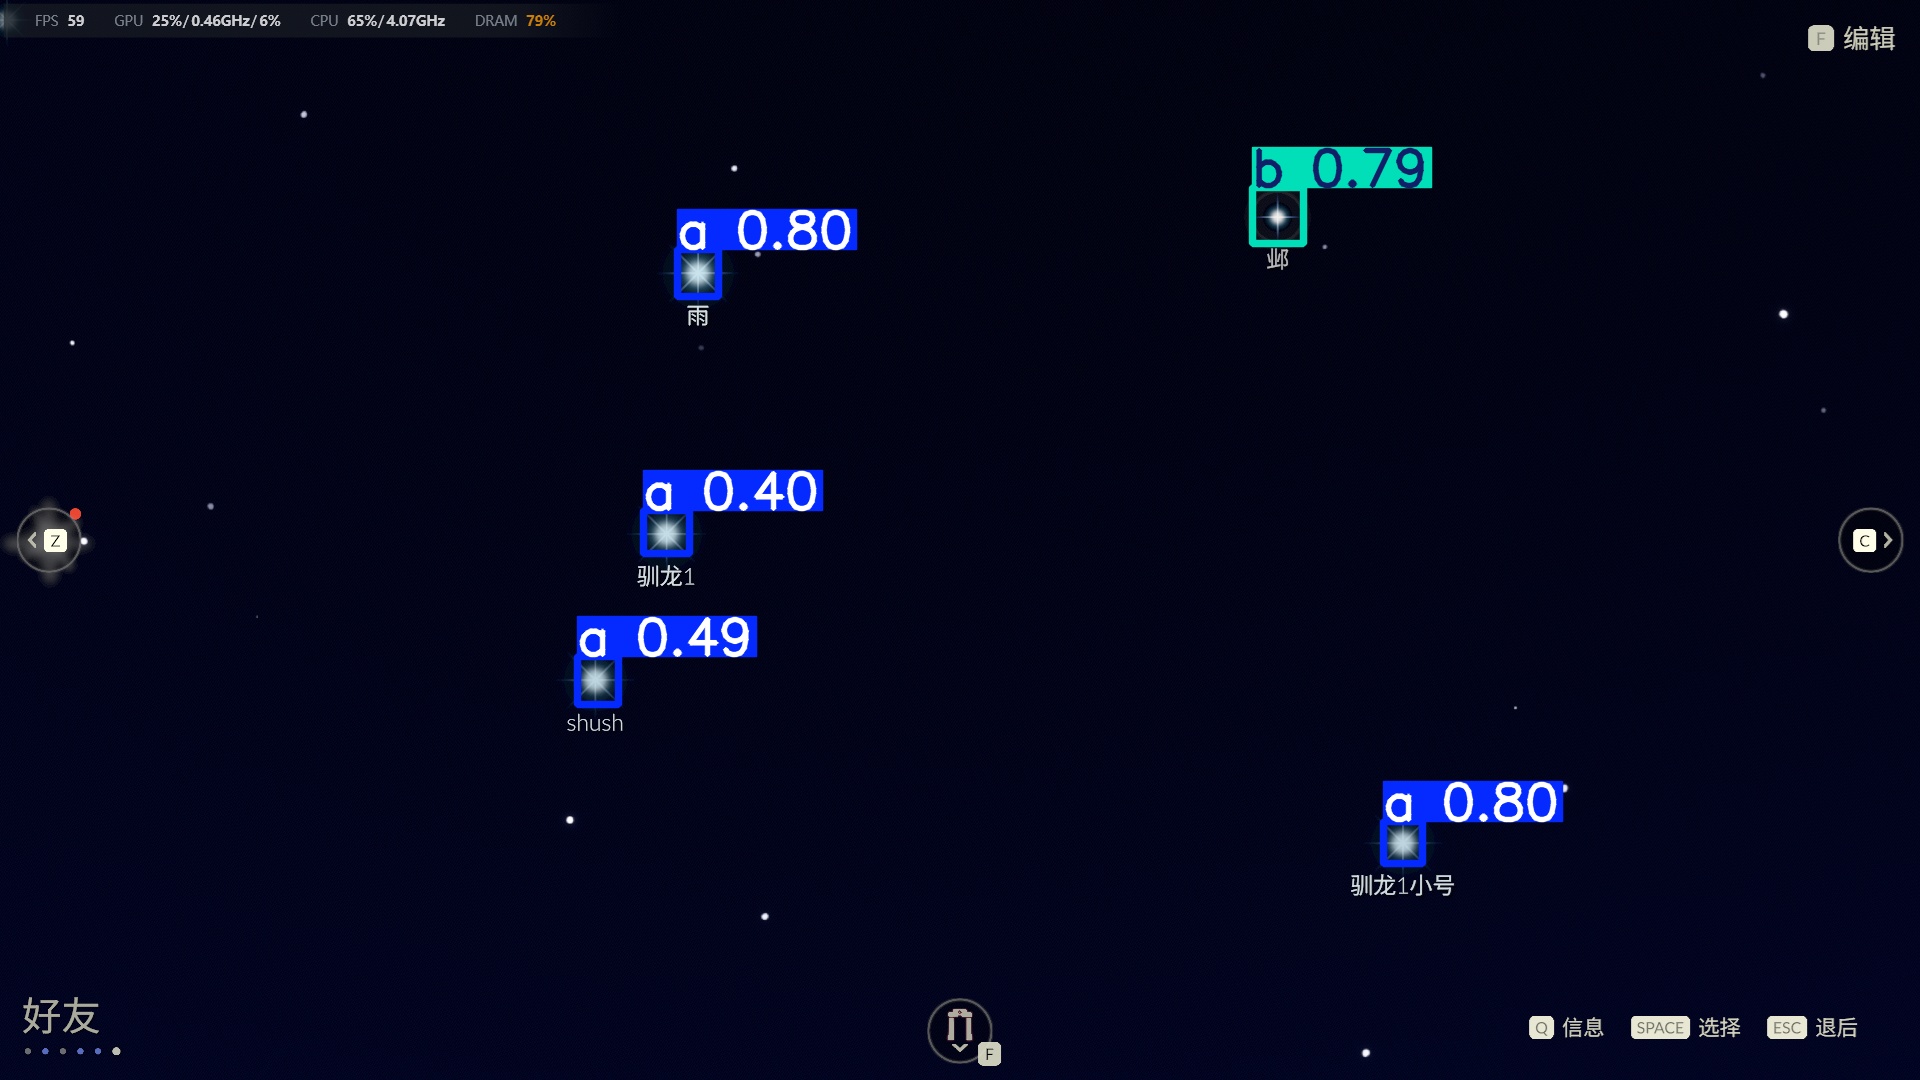 FPS 59 GPU 25%/0.46GHz/6% CPU 65%/4.07GHz DRAM 79%
F 编辑
b 0.79
邺
a 0.80
雨
a 0.40
驯龙1
Z
C
a 0.49
shush
a 0.80
驯龙1小号
好友
F
Q 信息 SPACE 选择 ESC 退后